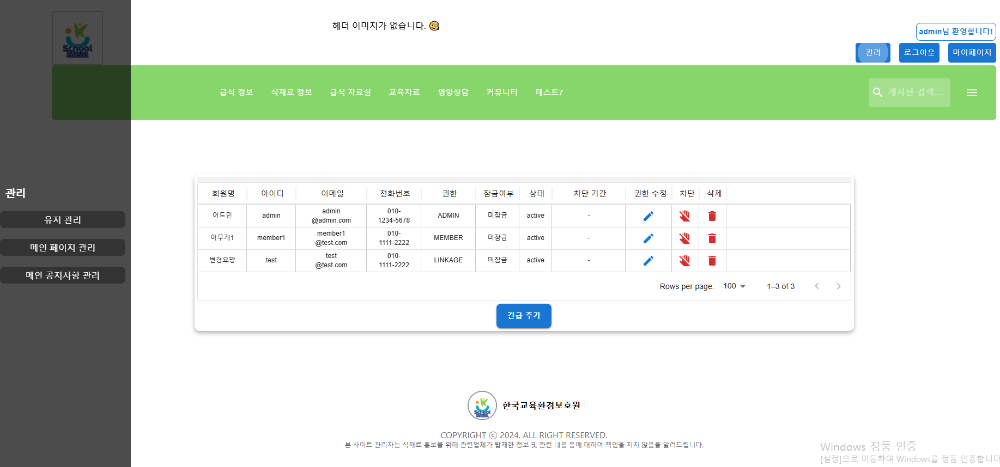 School
Meal
헤더 이미지가 없습니다. 🧐
admin님 환영합니다!
관리 로그아웃 마이페이지
급식 정보 식재료 정보 급식 자료실 교육자료 영양상담 커뮤니티 테스트7 게시판 검색...
관리
유저 관리
메인 페이지 관리
메인 공지사항 관리
회원명 아이디 이메일 전화번호 권한 잠금여부 상태 차단 기간 권한 수정 차단 삭제
어드민 admin admin
@admin.com 010-
1234-5678 ADMIN 미잠금 active -
아무개1 member1 member1
@test.com 010-
1111-2222 MEMBER 미잠금 active -
변경요망 test test
@test.com 010-
1111-2222 LINKAGE 미잠금 active -
Rows per page: 100 1–3 of 3
긴급 추가
School
Meal
한국교육환경보호원
COPYRIGHT ⓒ 2024. ALL RIGHT RESERVED.
본 사이트 관리자는 식재료 홍보를 위해 관련업체가 탑재한 정보 및 관련 내용 등에 대하여 책임을 지지 않음을 알려드립니다.
Windows 정품 인증
[설정]으로 이동하여 Windows를 정품 인증합니다